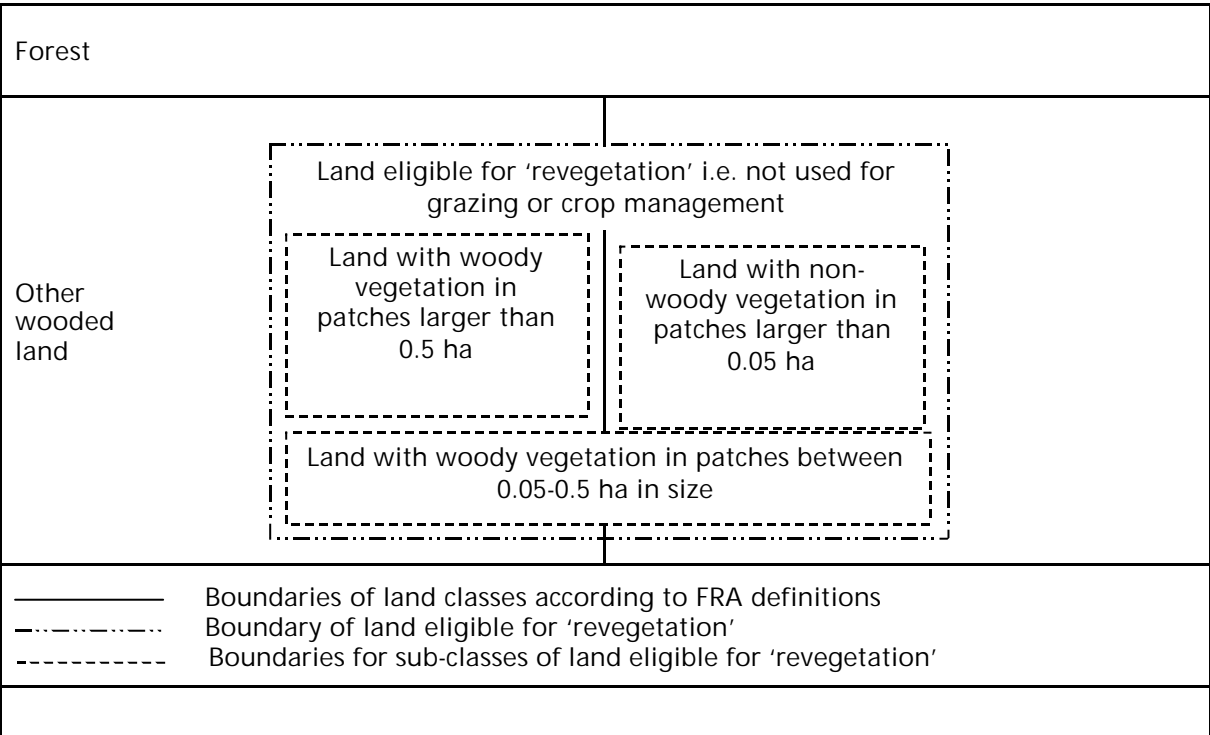 Forest
Land eligible for ‘revegetation’ i.e. not used for
grazing or crop management
Other
wooded
land
Land with woody
vegetation in
patches larger than
0.5 ha
Land with non-
woody vegetation in
patches larger than
0.05 ha
Land with woody vegetation in patches between
0.05-0.5 ha in size
Boundaries of land classes according to FRA definitions
Boundary of land eligible for ‘revegetation’
Boundaries for sub-classes of land eligible for ‘revegetation’